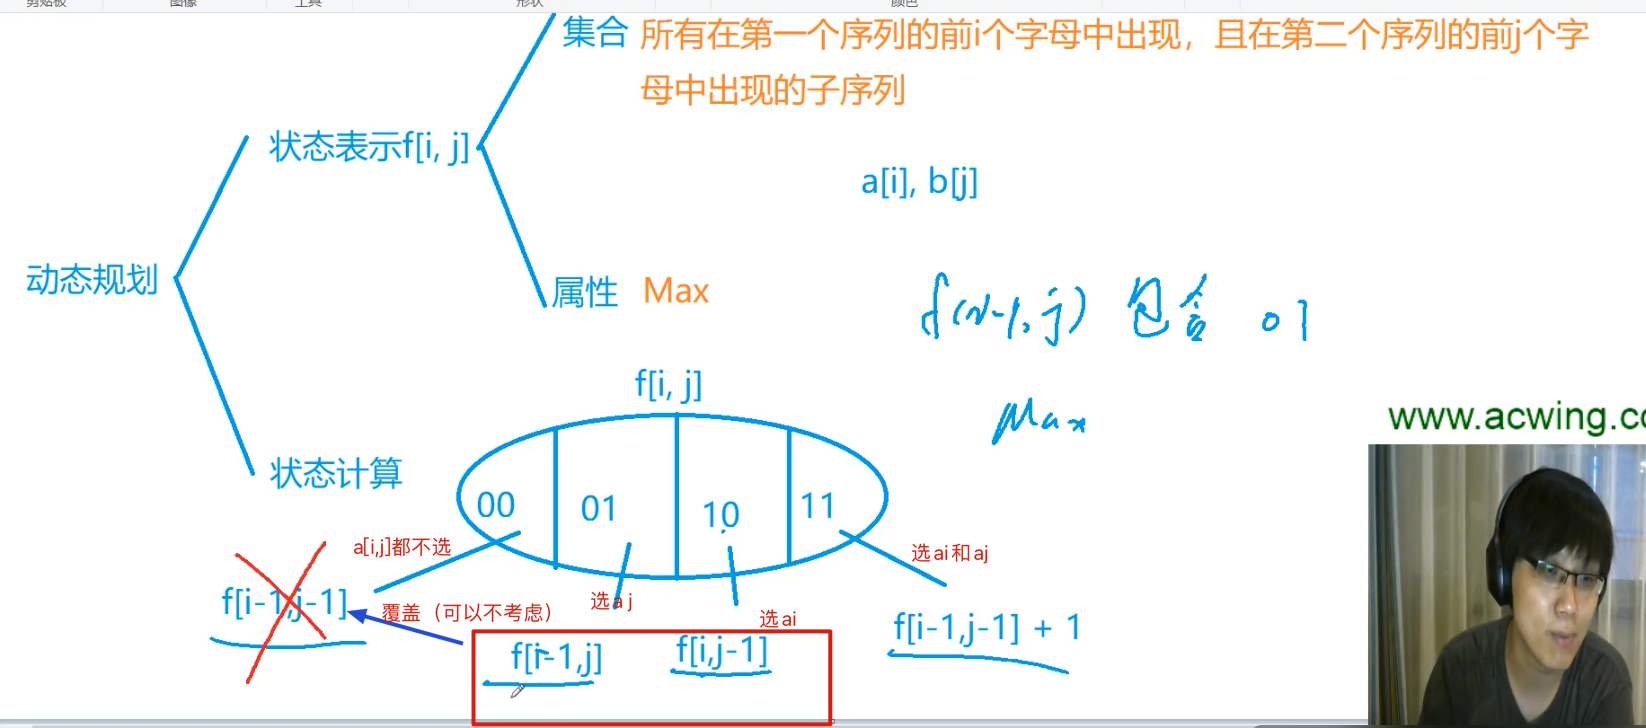 剪贴板 图像 工具 形状 颜色
集合 所有在第一个序列的前i个字母中出现，且在第二个序列的前j个字
母中出现的子序列
状态表示f[i, j]
a[i], b[j]
动态规划
属性 Max
f(i-1, j) 包含 01
f[i, j]
Max
www.acwing.co
状态计算
00 01 10 11
a[i,j]都不选
选ai和aj
f[i-1,j-1]
覆盖（可以不考虑）
选aj
选ai
f[i-1,j-1] + 1
f[i-1,j]
f[i,j-1]